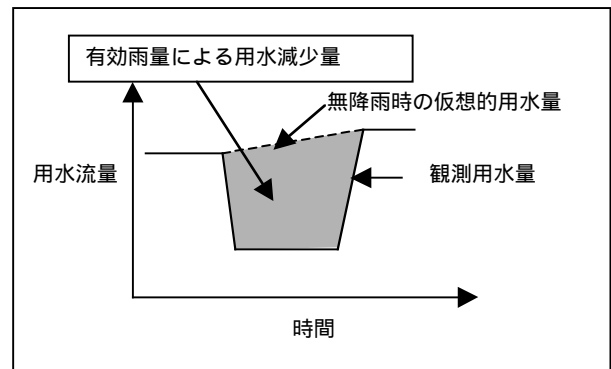 有効雨量による用水減少量
無降雨時の仮想的用水量
用水流量
観測用水量
時間